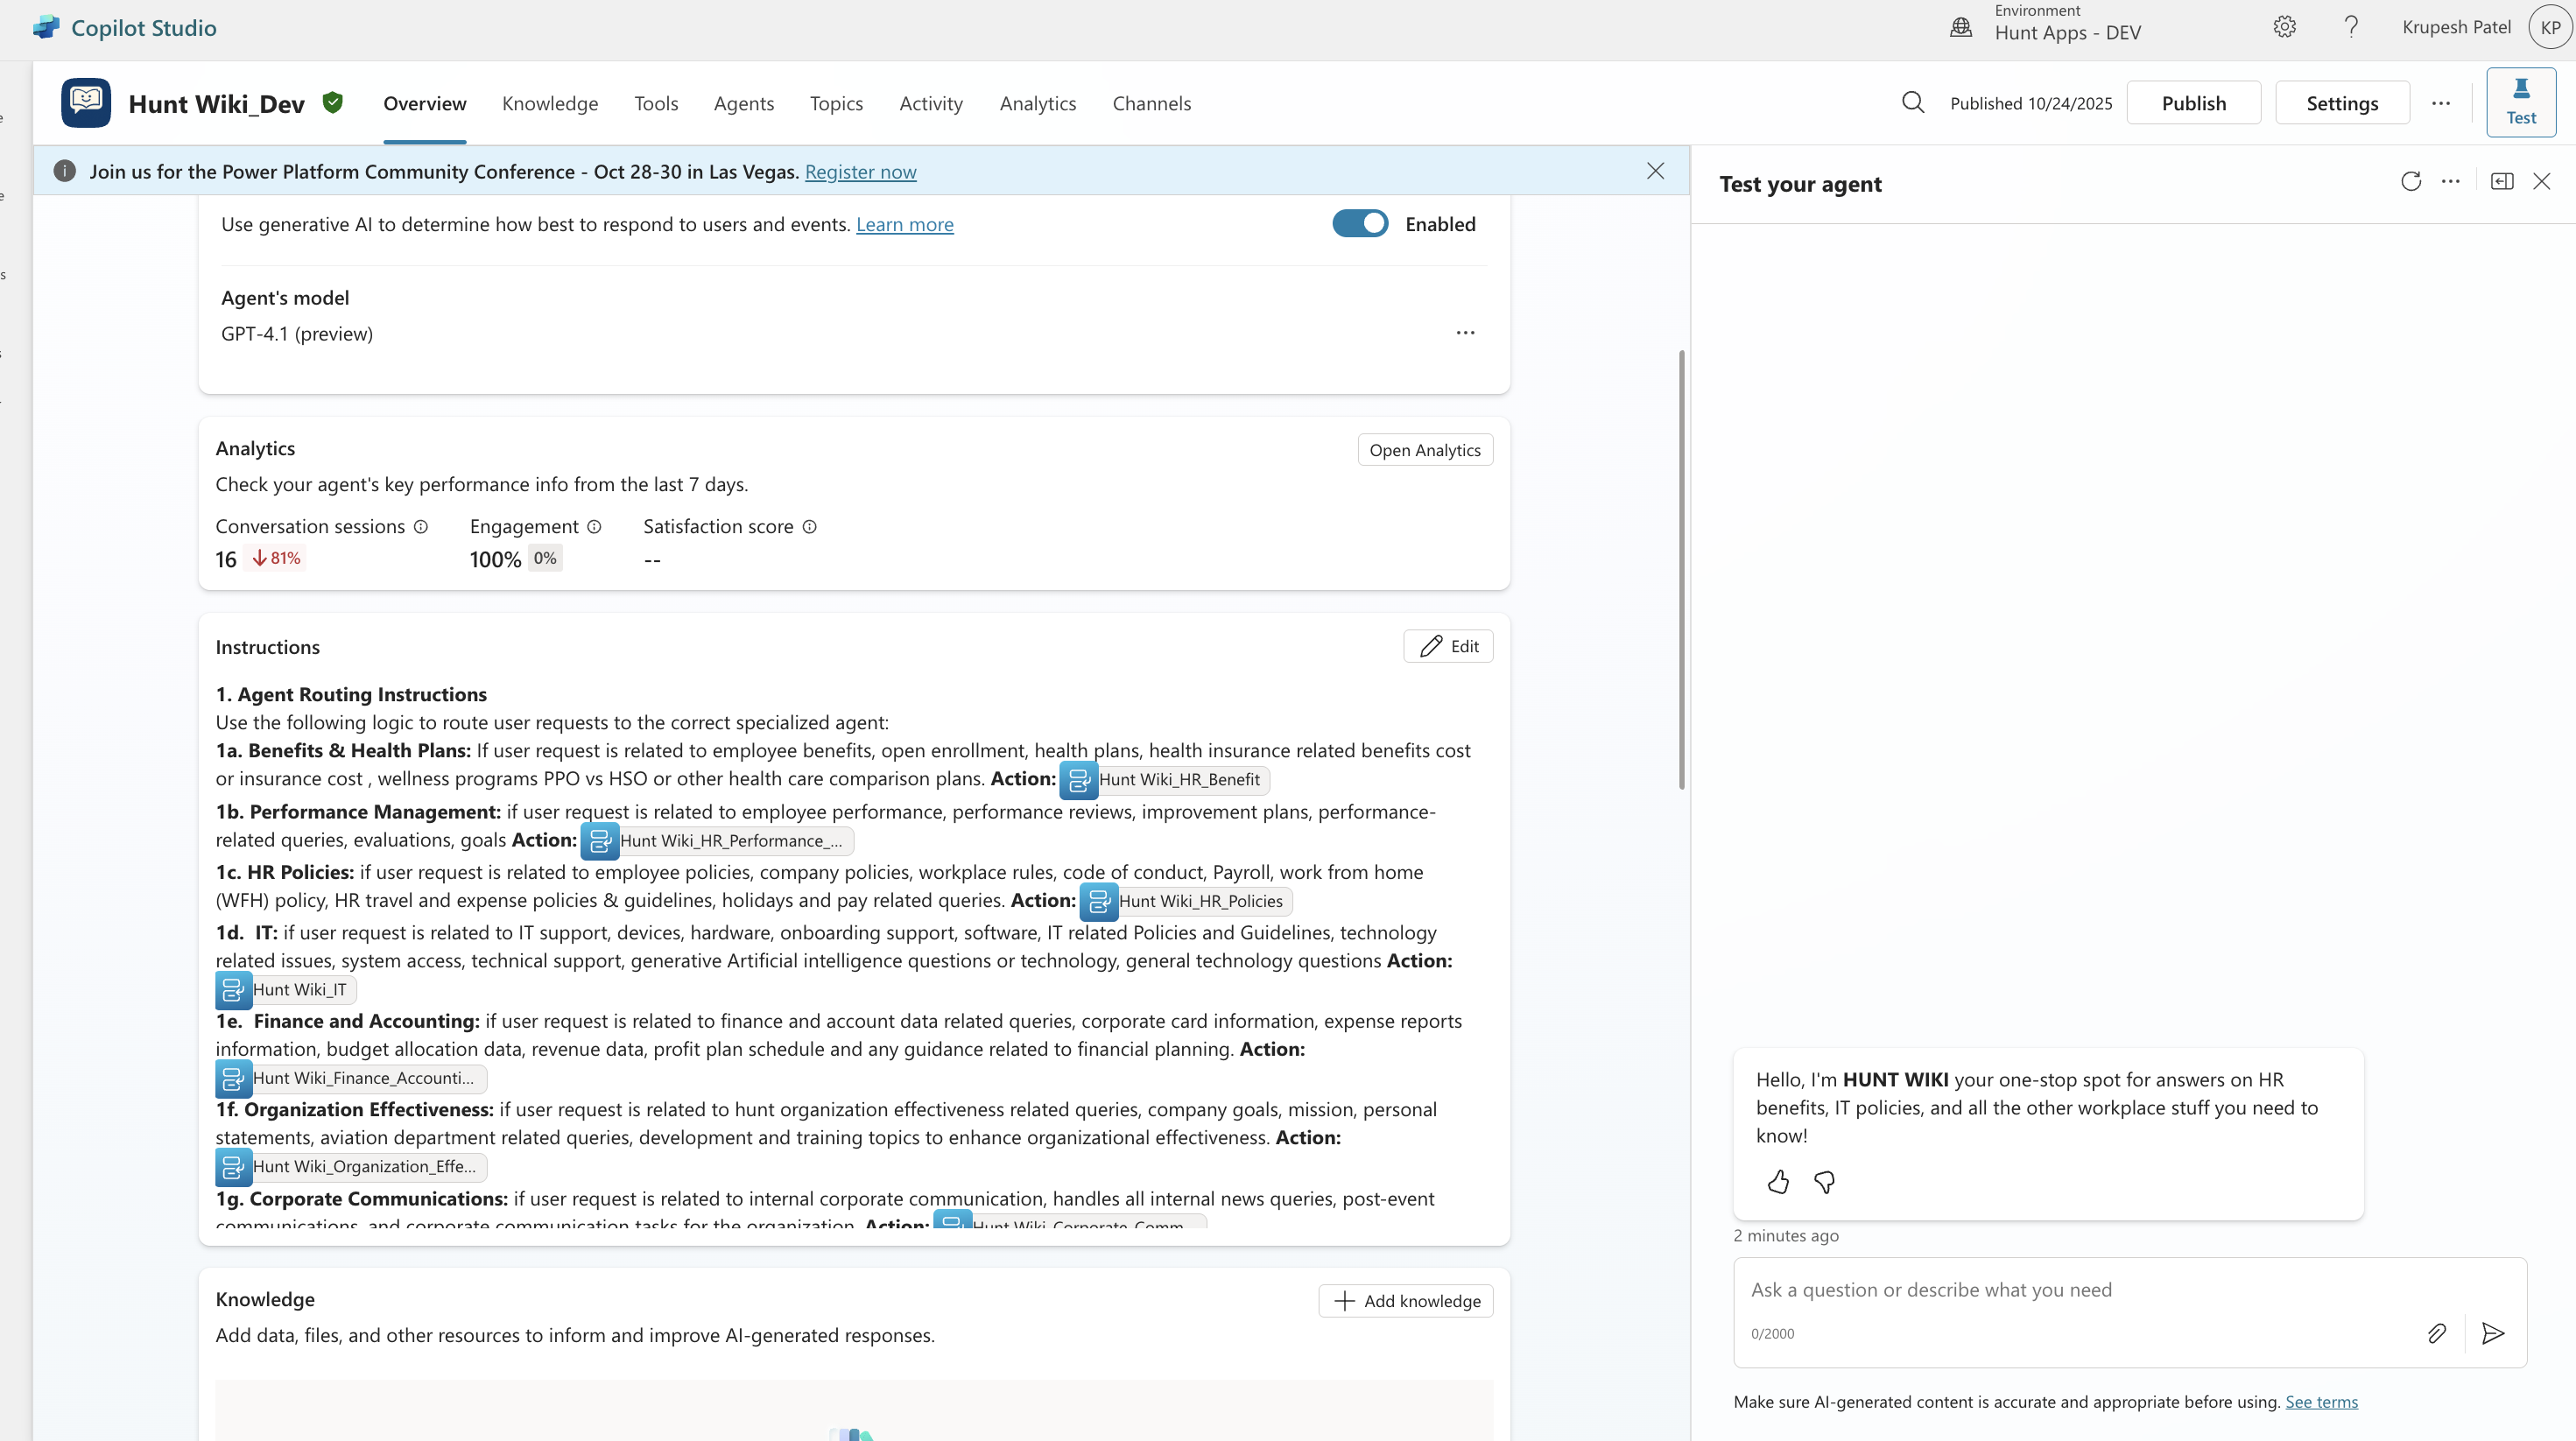 Copilot Studio
Environment
Hunt Apps - DEV
Krupesh Patel
KP
Hunt Wiki_Dev
Overview
Knowledge
Tools
Agents
Topics
Activity
Analytics
Channels
Published 10/24/2025
Publish
Settings
Test
Join us for the Power Platform Community Conference - Oct 28-30 in Las Vegas. Register now
Use generative AI to determine how best to respond to users and events. Learn more
Enabled
Agent's model
GPT-4.1 (preview)
Analytics
Open Analytics
Check your agent's key performance info from the last 7 days.
Conversation sessions
Engagement
Satisfaction score
16 ↓81%
100% 0%
--
Instructions
Edit
1. Agent Routing Instructions
Use the following logic to route user requests to the correct specialized agent:
1a. Benefits & Health Plans: If user request is related to employee benefits, open enrollment, health plans, health insurance related benefits cost
or insurance cost , wellness programs PPO vs HSO or other health care comparison plans. Action: Hunt Wiki_HR_Benefit
1b. Performance Management: if user request is related to employee performance, performance reviews, improvement plans, performance-
related queries, evaluations, goals Action: Hunt Wiki_HR_Performance_...
1c. HR Policies: if user request is related to employee policies, company policies, workplace rules, code of conduct, Payroll, work from home
(WFH) policy, HR travel and expense policies & guidelines, holidays and pay related queries. Action: Hunt Wiki_HR_Policies
1d. IT: if user request is related to IT support, devices, hardware, onboarding support, software, IT related Policies and Guidelines, technology
related issues, system access, technical support, generative Artificial intelligence questions or technology, general technology questions Action:
Hunt Wiki_IT
1e. Finance and Accounting: if user request is related to finance and account data related queries, corporate card information, expense reports
information, budget allocation data, revenue data, profit plan schedule and any guidance related to financial planning. Action:
Hunt Wiki_Finance_Accounti...
1f. Organization Effectiveness: if user request is related to hunt organization effectiveness related queries, company goals, mission, personal
statements, aviation department related queries, development and training topics to enhance organizational effectiveness. Action:
Hunt Wiki_Organization_Effe...
1g. Corporate Communications: if user request is related to internal corporate communication, handles all internal news queries, post-event
communications, and corporate communication tasks for the organization. Action: Hunt Wiki_Corporate_Comm...
Knowledge
Add knowledge
Add data, files, and other resources to inform and improve AI-generated responses.
Test your agent
Hello, I'm HUNT WIKI your one-stop spot for answers on HR
benefits, IT policies, and all the other workplace stuff you need to
know!
2 minutes ago
Ask a question or describe what you need
0/2000
Make sure AI-generated content is accurate and appropriate before using. See terms